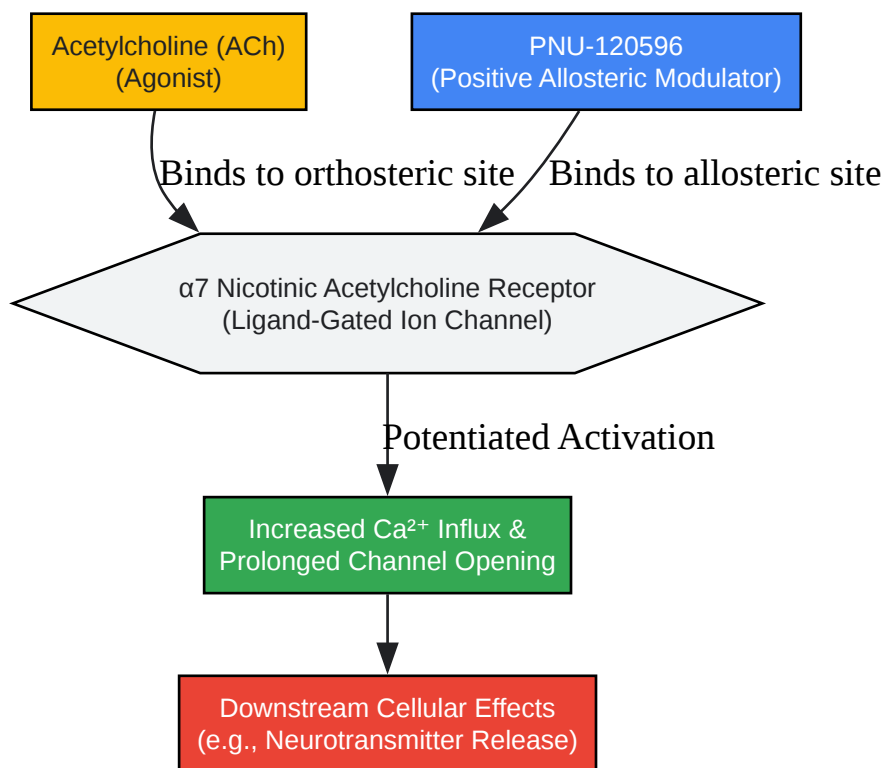 Acetylcholine (ACh)
(Agonist)
PNU-120596
(Positive Allosteric Modulator)
Binds to orthosteric site
Binds to allosteric site
α7 Nicotinic Acetylcholine Receptor
(Ligand-Gated Ion Channel)
Potentiated Activation
Increased Ca²⁺ Influx &
Prolonged Channel Opening
Downstream Cellular Effects
(e.g., Neurotransmitter Release)